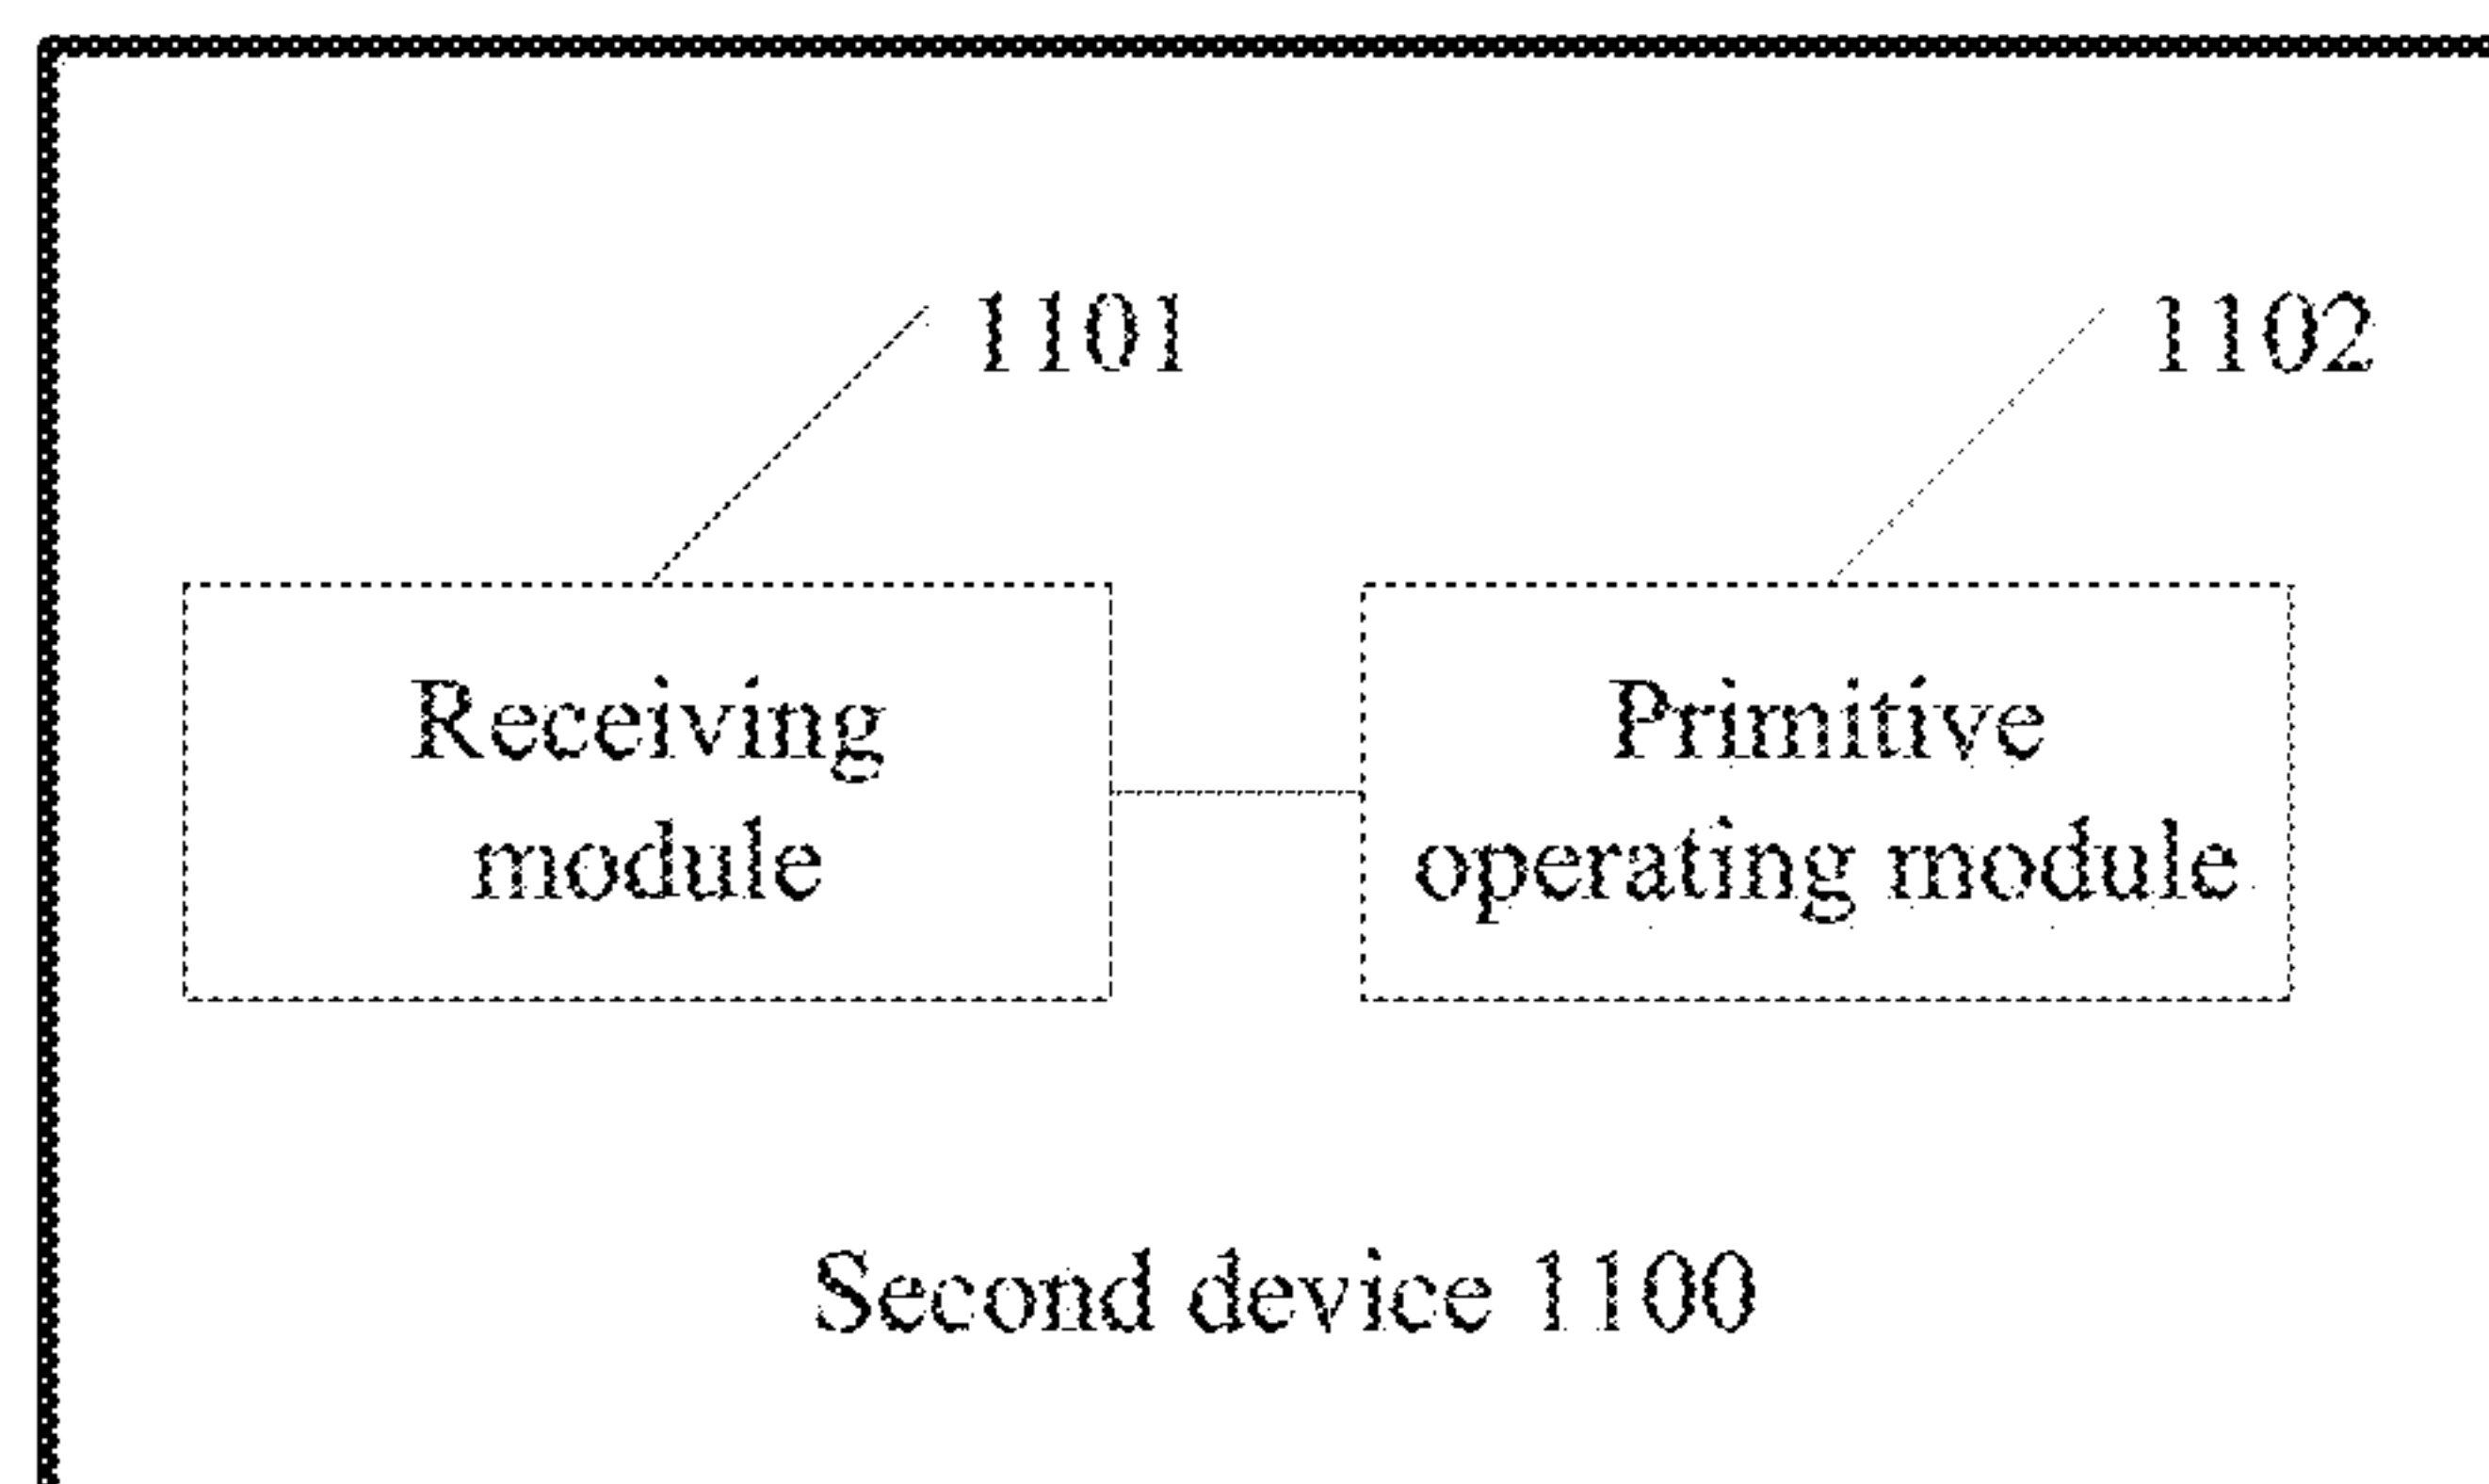 1101
1102
Receiving
module
Primitive
operating module
Second device 1100